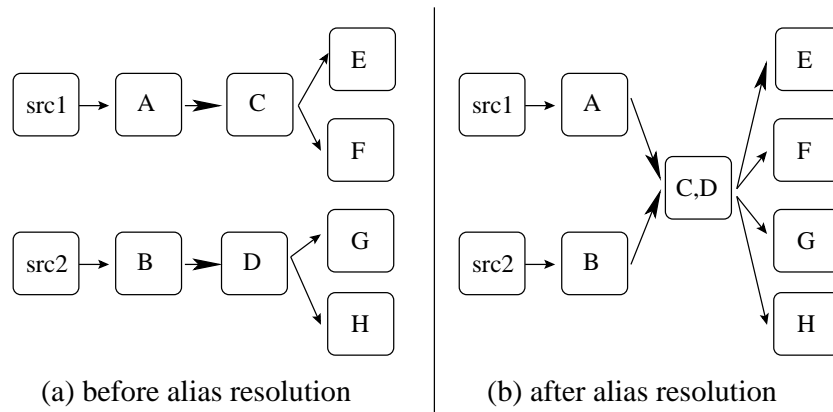 E
src1 A C
F
G
src2 B D
H
(a) before alias resolution
E
src1 A
F
C,D
G
src2 B
H
(b) after alias resolution